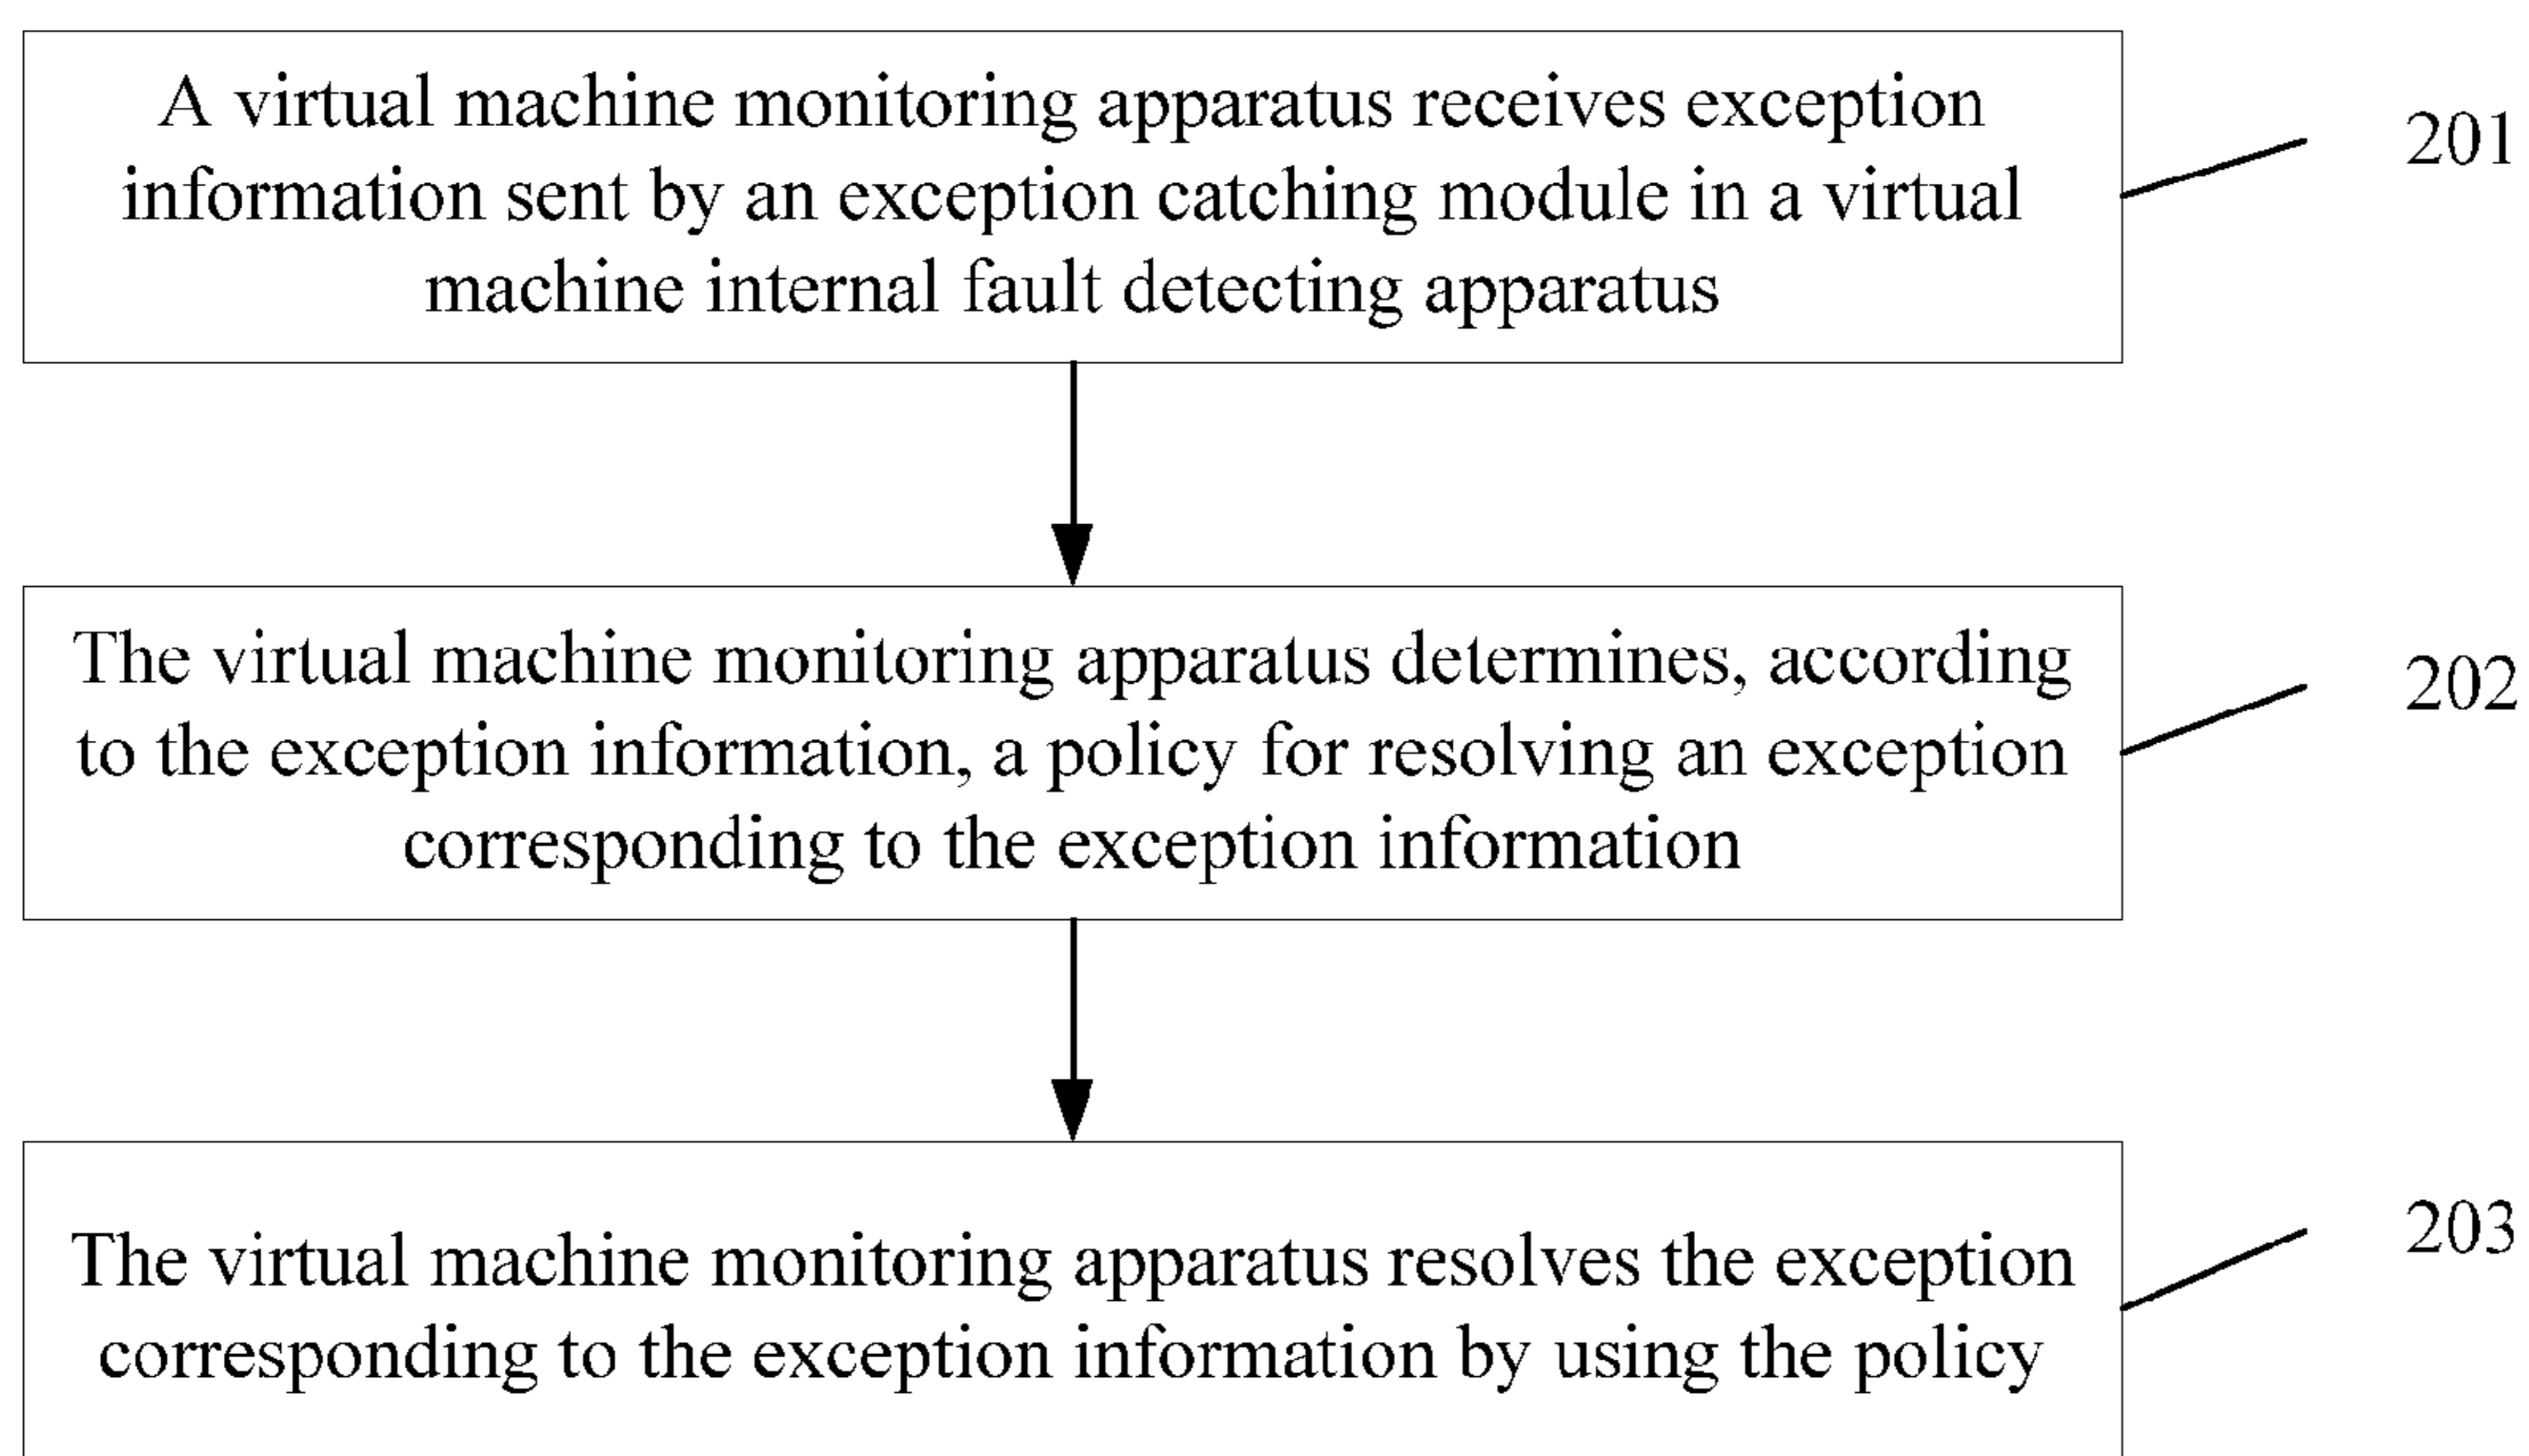 A virtual machine monitoring apparatus receives exception
information sent by an exception catching module in a virtual
machine internal fault detecting apparatus
201
The virtual machine monitoring apparatus determines, according
to the exception information, a policy for resolving an exception
corresponding to the exception information
202
The virtual machine monitoring apparatus resolves the exception
corresponding to the exception information by using the policy
203